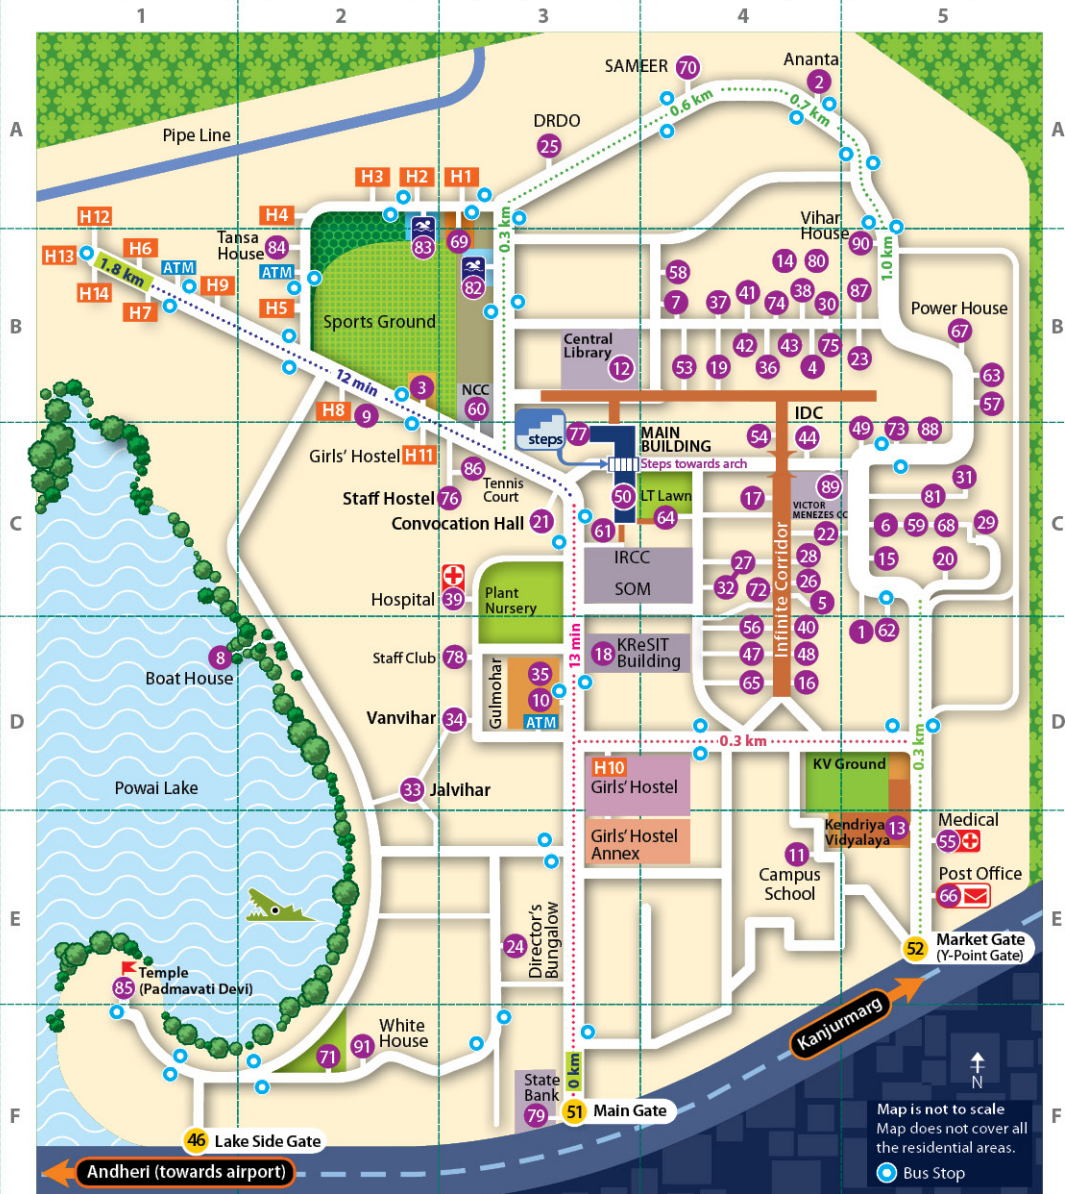 1 2 3 4 5
SAMEER 70
Ananta
2
A
A
DRDO
25
0.6 km
0.7 km
Pipe Line
H3 H2 H1
H12
H4
0.3 km
Vihar
House
90
Tansa
House
84
83
69
H13
H6
1.8 km
ATM
ATM
H9
H14
H7
H5
82
58
14 80
1.0 km
7 37 41 74 38 30 87
Power House
67
B
B
Sports Ground
Central
Library
12
42 43 75
53 19 36 4 23
63
57
12 min
3
NCC
60
H8 9
steps
77
MAIN
BUILDING
Steps towards arch
IDC
54 44
49 73 88
Girls' Hostel H11
86
Tennis
Court
Staff Hostel 76
50
LT Lawn
64
17
89
VICTOR
MENEZES CC
31
81
C
C
Convocation Hall 21
61
22
6 59 68 29
IRCC
SOM
27
28
32 72
26
5
15 20
Hospital 39
Plant
Nursery
Infinite Corridor
13 min
56 40
1 62
18 KReSIT
Building
47 48
65 16
8
Boat House
Staff Club 78
Gulmohar
35
10
ATM
Vanvihar 34
D
D
0.3 km
0.3 km
Powai Lake
33 Jalvihar
H10
Girls' Hostel
KV Ground
Girls' Hostel
Annex
Kendriya
Vidyalaya
13
Medical
55
11
Campus
School
Post Office
66
E
E
Director's
Bungalow
24
52 Market Gate
(Y-Point Gate)
Temple
(Padmavati Devi)
85
Kanjurmarg
White
House
71 91
0 km
N
State
Bank
79
51 Main Gate
F
F
Map is not to scale
Map does not cover all
the residential areas.
46 Lake Side Gate
Bus Stop
Andheri (towards airport)